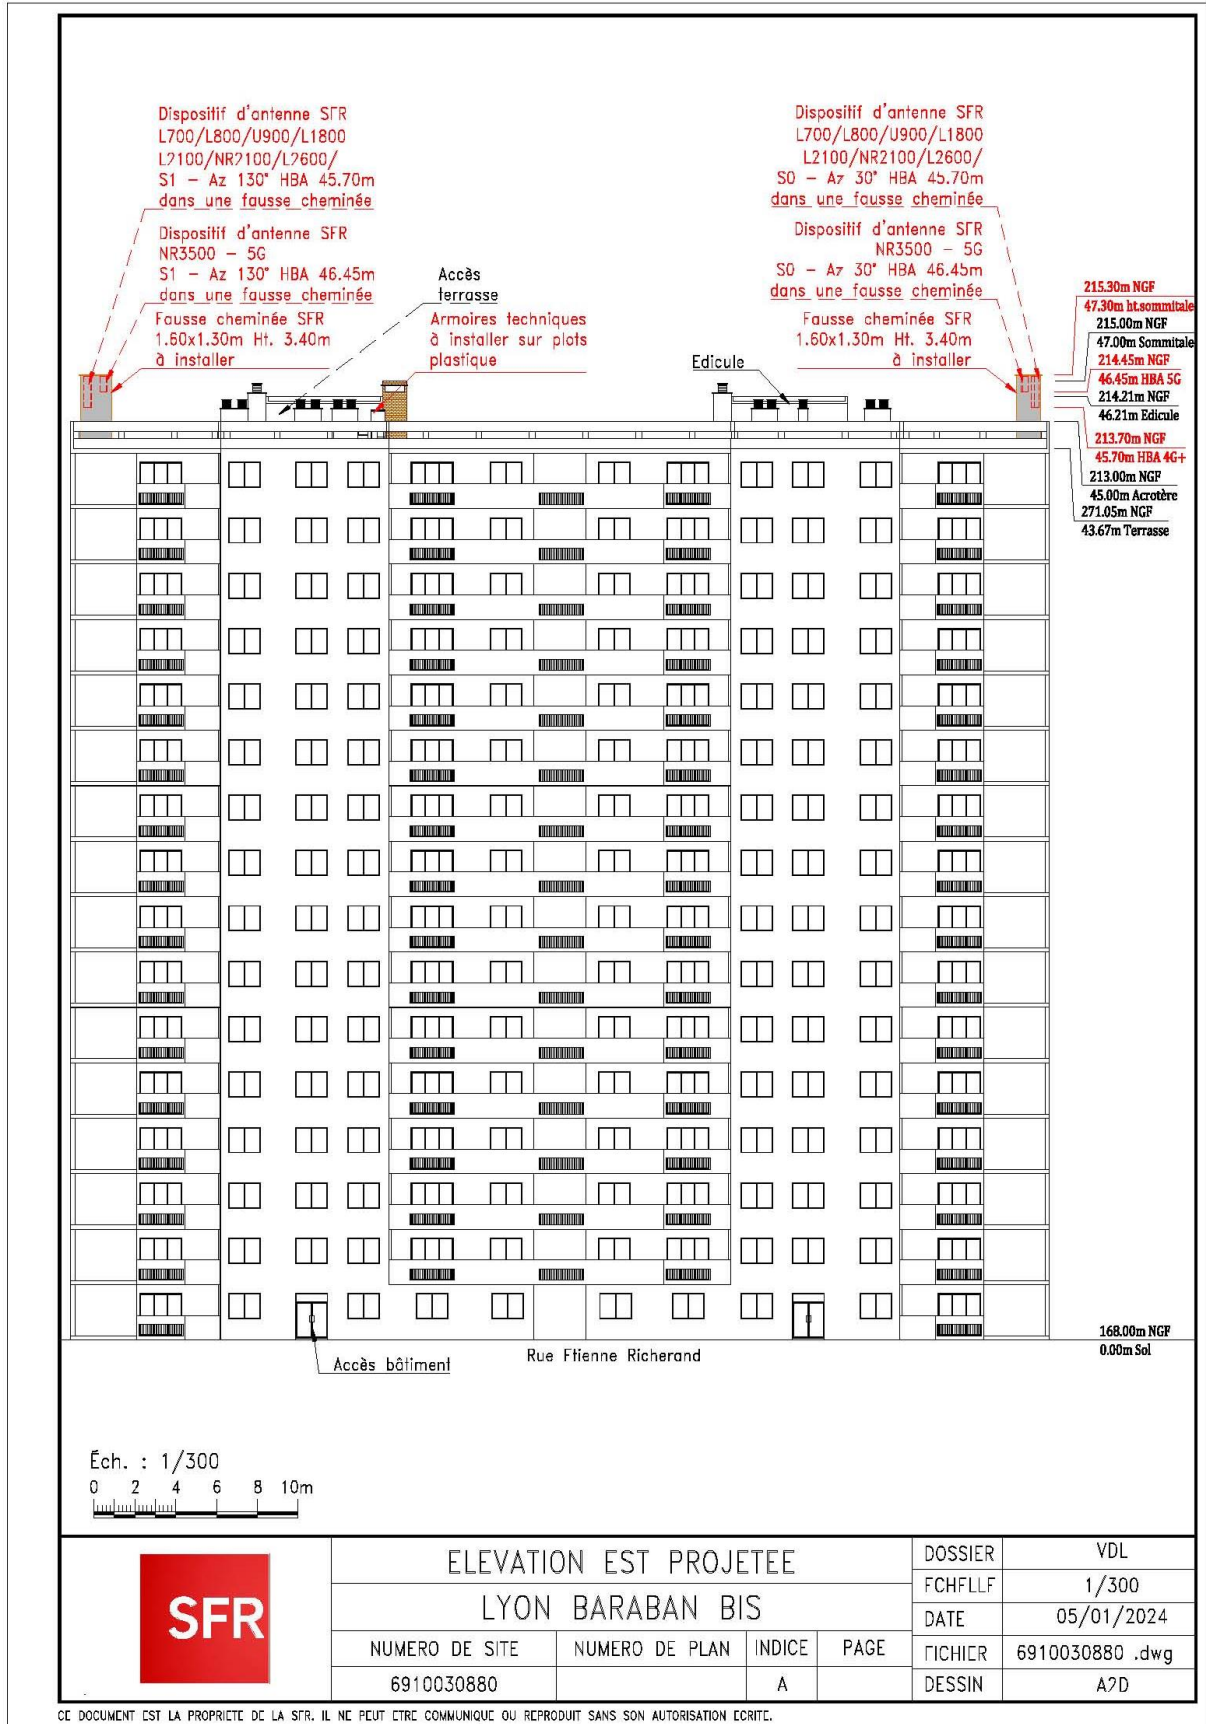 Dispositif d'antenne SFR
L700/L800/U900/L1800
L2100/NR2100/L2600/
S1 - Az 130° HBA 45.70m
dans une fausse cheminée
Dispositif d'antenne SFR
NR3500 - 5G
S1 - Az 130° HBA 46.45m
dans une fausse cheminée
Fausse cheminée SFR
1.60x1.30m Ht. 3.40m
à installer
Accès
terrasse
Armoires techniques
à installer sur plots
plastique
Edicule
Dispositif d'antenne SFR
L700/L800/U900/L1800
L2100/NR2100/L2600/
S0 - Az 30° HBA 45.70m
dans une fausse cheminée
Dispositif d'antenne SFR
NR3500 - 5G
S0 - Az 30° HBA 46.45m
dans une fausse cheminée
Fausse cheminée SFR
1.60x1.30m Ht. 3.40m
à installer
215.30m NGF
47.30m ht.sommitale
215.00m NGF
47.00m Sommitale
214.45m NGF
46.45m HBA 5G
214.21m NGF
46.21m Edicule
213.70m NGF
45.70m HBA 4G+
213.00m NGF
45.00m Acrotère
271.05m NGF
43.67m Terrasse
168.00m NGF
0.00m Sol
Accès bâtiment
Rue Etienne Richerand
Éch. : 1/300
0 2 4 6 8 10m
SFR
ELEVATION EST PROJETEE
LYON BARABAN BIS
NUMERO DE SITE NUMERO DE PLAN INDICE PAGE
6910030880 A
DOSSIER VDL
ECHELLE 1/300
DATE 05/01/2024
FICHIER 6910030880 .dwg
DESSIN A2D
CE DOCUMENT EST LA PROPRIETE DE LA SFR. IL NE PEUT ETRE COMMUNIQUE OU REPRODUIT SANS SON AUTORISATION ECRITE.